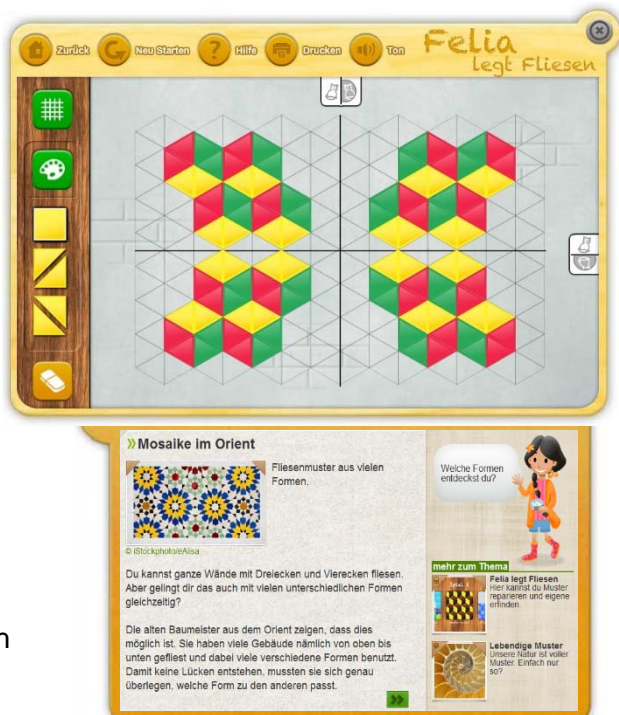 Zurück Neu Starten ? Hilfe Drucken Ton
Felia
legt Fliesen
»Mosaike im Orient
Fliesenmuster aus vielen
Formen.
© iStockphoto/eAlisa
Du kannst ganze Wände mit Dreiecken und Vierecken fliesen.
Aber gelingt dir das auch mit vielen unterschiedlichen Formen
gleichzeitig?
Die alten Baumeister aus dem Orient zeigen, dass dies
möglich ist. Sie haben viele Gebäude nämlich von oben bis
unten gefliest und dabei viele verschiedene Formen benutzt.
Damit keine Lücken entstehen, mussten sie sich genau
überlegen, welche Form zu den anderen passt.
Welche Formen
entdeckst du?
mehr zum Thema
Felia legt Fliesen
Hier kannst du Muster
reparieren und eigene
erfinden.
Lebendige Muster
Unsere Natur ist voller
Muster. Einfach nur
so?
n